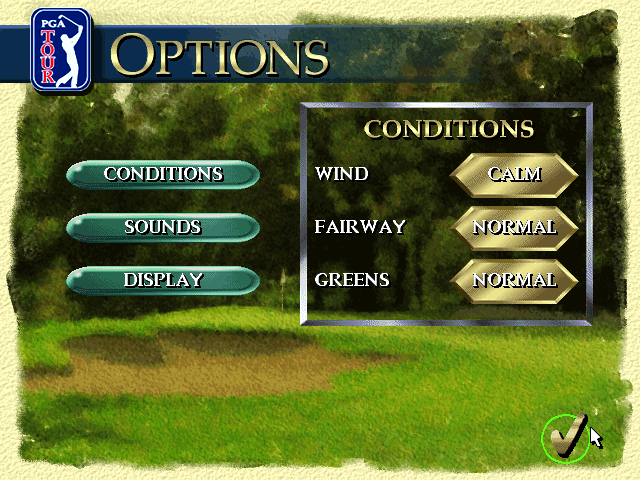 PGA
TOUR
OPTIONS
CONDITIONS
SOUNDS
DISPLAY
CONDITIONS
WIND CALM
FAIRWAY NORMAL
GREENS NORMAL